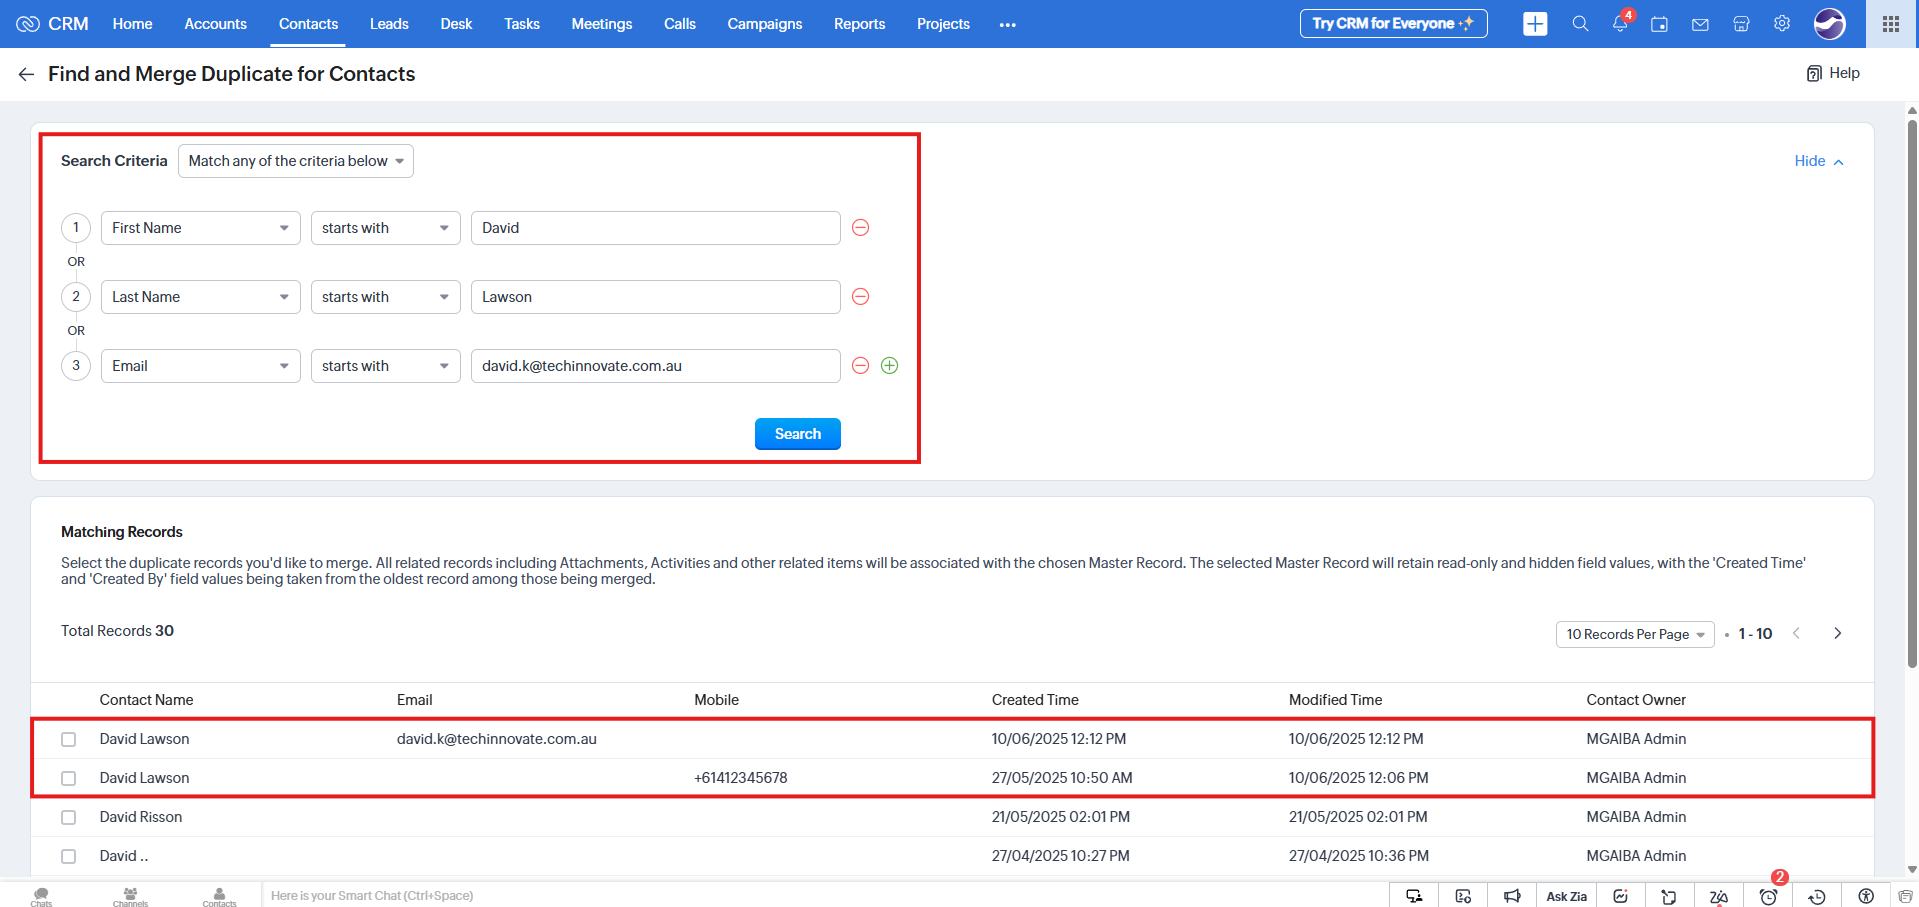 CRM Home Accounts Contacts Leads Desk Tasks Meetings Calls Campaigns Reports Projects ••• Try CRM for Everyone 4
Find and Merge Duplicate for Contacts Help
Search Criteria Match any of the criteria below Hide
1 First Name starts with David
OR
2 Last Name starts with Lawson
OR
3 Email starts with david.k@techinnovate.com.au
Search
Matching Records
Select the duplicate records you'd like to merge. All related records including Attachments, Activities and other related items will be associated with the chosen Master Record. The selected Master Record will retain read-only and hidden field values, with the 'Created Time'
and 'Created By' field values being taken from the oldest record among those being merged.
Total Records 30 10 Records Per Page • 1 - 10
Contact Name Email Mobile Created Time Modified Time Contact Owner
David Lawson david.k@techinnovate.com.au 10/06/2025 12:12 PM 10/06/2025 12:12 PM MGAIBA Admin
David Lawson +61412345678 27/05/2025 10:50 AM 10/06/2025 12:06 PM MGAIBA Admin
David Risson 21/05/2025 02:01 PM 21/05/2025 02:01 PM MGAIBA Admin
David .. 27/04/2025 10:27 PM 27/04/2025 10:36 PM MGAIBA Admin
Chats Channels Contacts Here is your Smart Chat (Ctrl+Space) Ask Zia 2